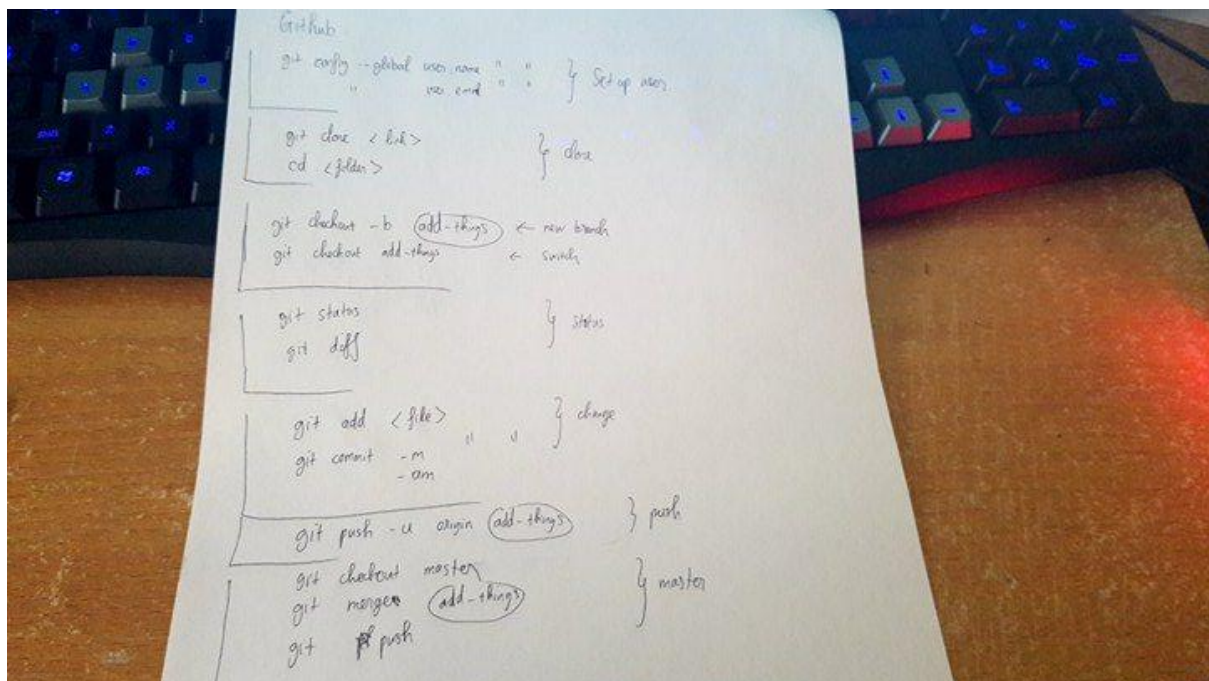 Github
git config --global user.name " " } Set up user
" user.email " "
git clone <link> } clone
cd <folder>
git checkout -b add-things ← new branch
git checkout add-things ← switch
git status } status
git diff
git add <file> } change
git commit -m " "
-am
git push -u origin add-things } push
git checkout master } master
git merge add-things
git push